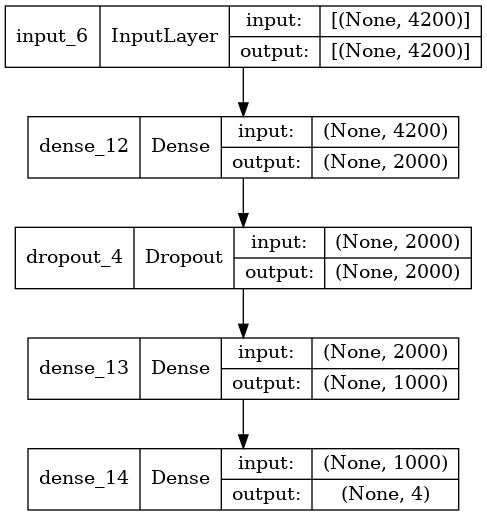 input_6 InputLayer input: [(None, 4200)]
output: [(None, 4200)]
dense_12 Dense input: (None, 4200)
output: (None, 2000)
dropout_4 Dropout input: (None, 2000)
output: (None, 2000)
dense_13 Dense input: (None, 2000)
output: (None, 1000)
dense_14 Dense input: (None, 1000)
output: (None, 4)